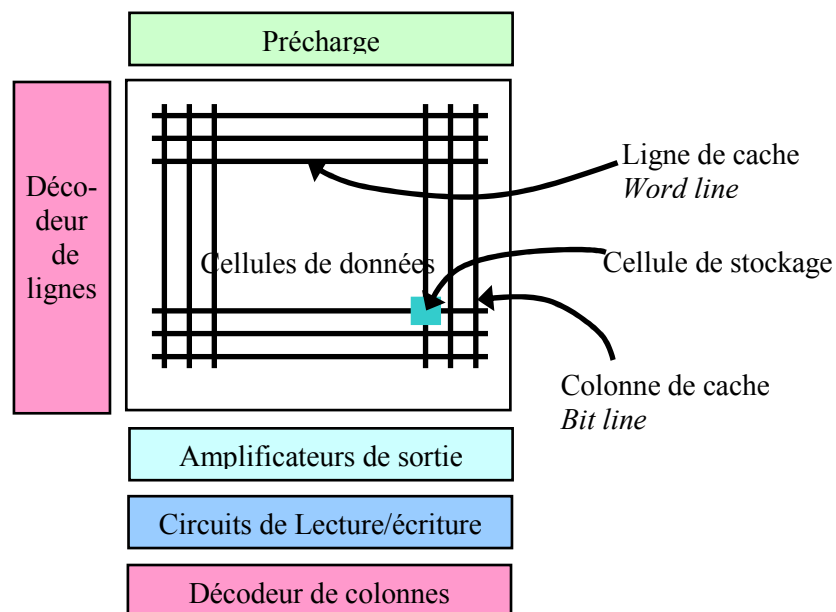 Précharge
Déco-
deur
de
lignes
Ligne de cache
Word line
Cellules de données
Cellule de stockage
Colonne de cache
Bit line
Amplificateurs de sortie
Circuits de Lecture/écriture
Décodeur de colonnes